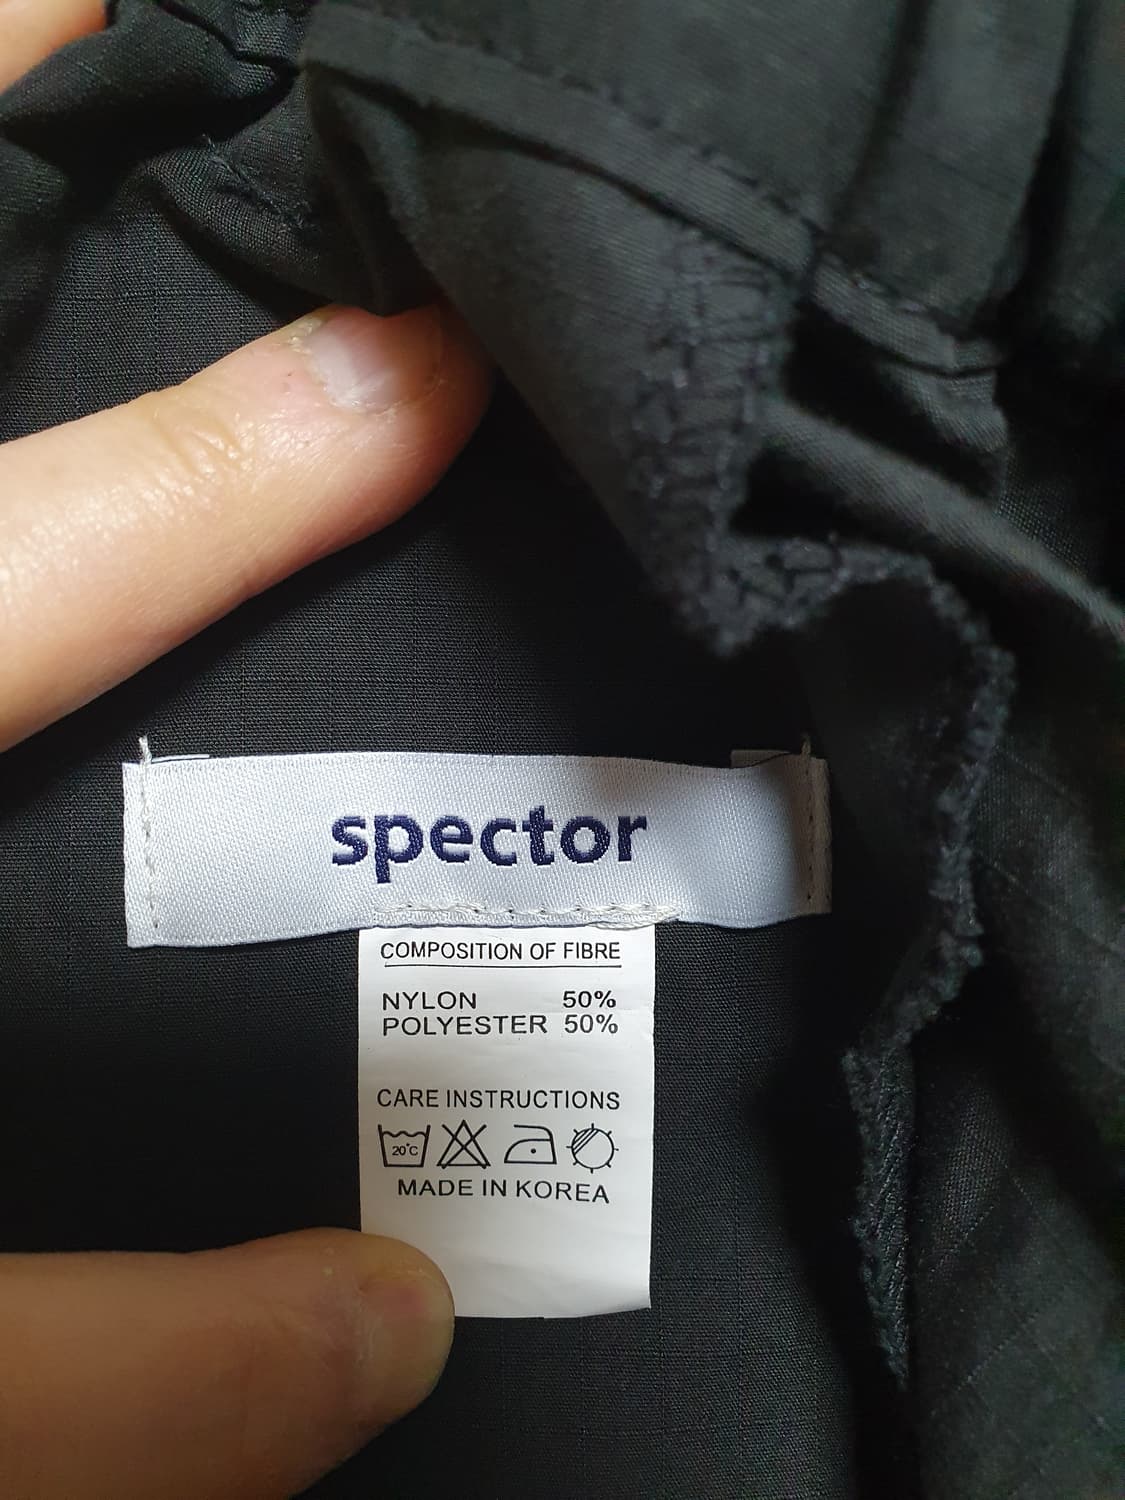 spector
COMPOSITION OF FIBRE
NYLON 50%
POLYESTER 50%
CARE INSTRUCTIONS
20°C
MADE IN KOREA